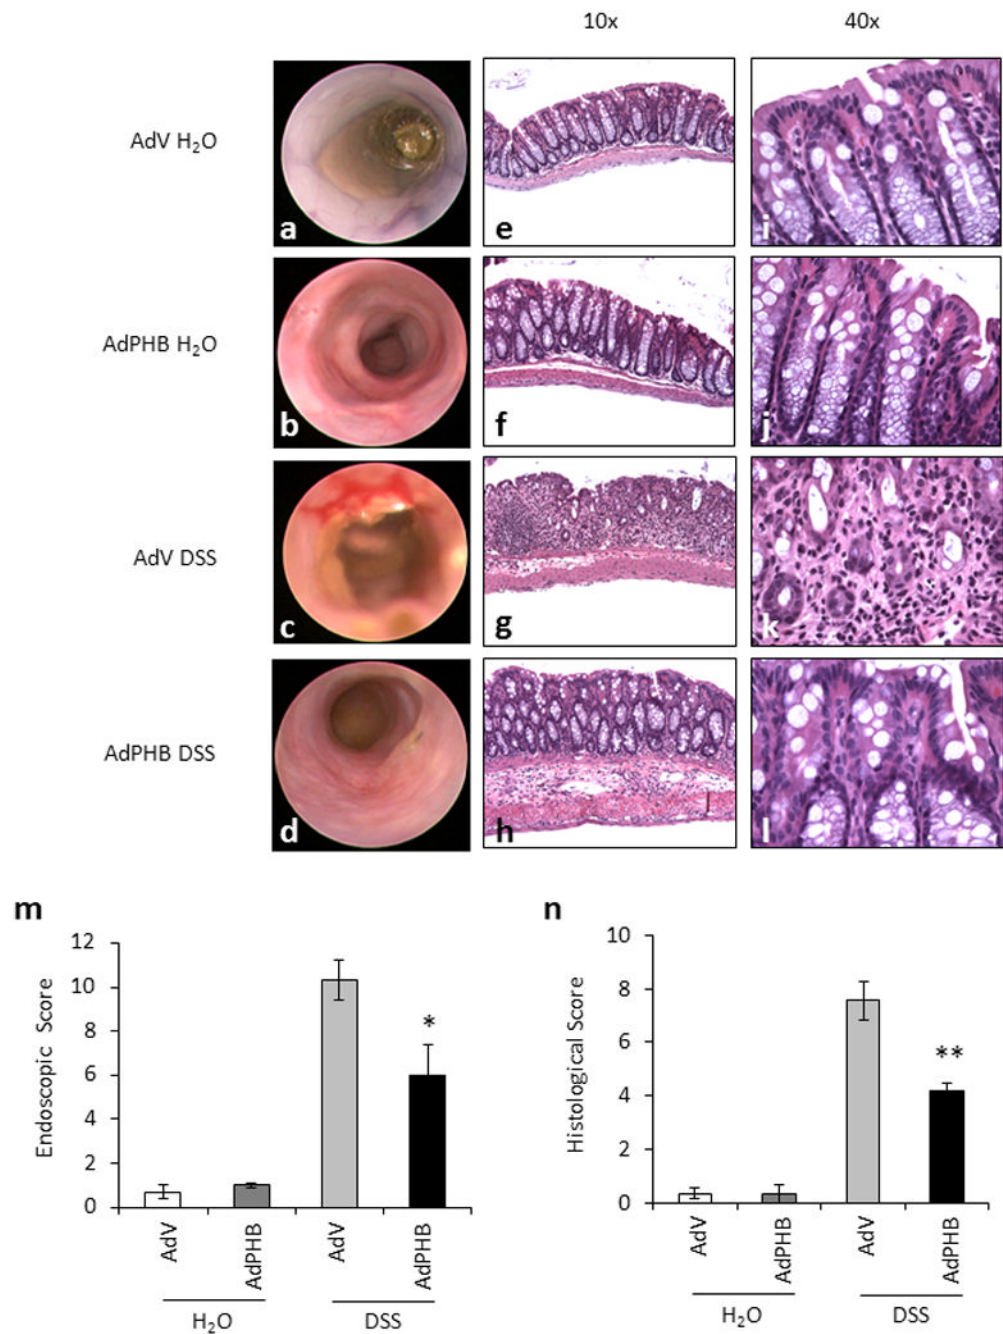 10x 40x
AdV H₂O
a e i
AdPHB H₂O
b f j
AdV DSS
c g k
AdPHB DSS
d h l
m n
Endoscopic Score
12
10
8
6
4
2
0
*
AdV AdPHB AdV AdPHB
H₂O DSS
Histological Score
10
8
6
4
2
0
**
AdV AdPHB AdV AdPHB
H₂O DSS